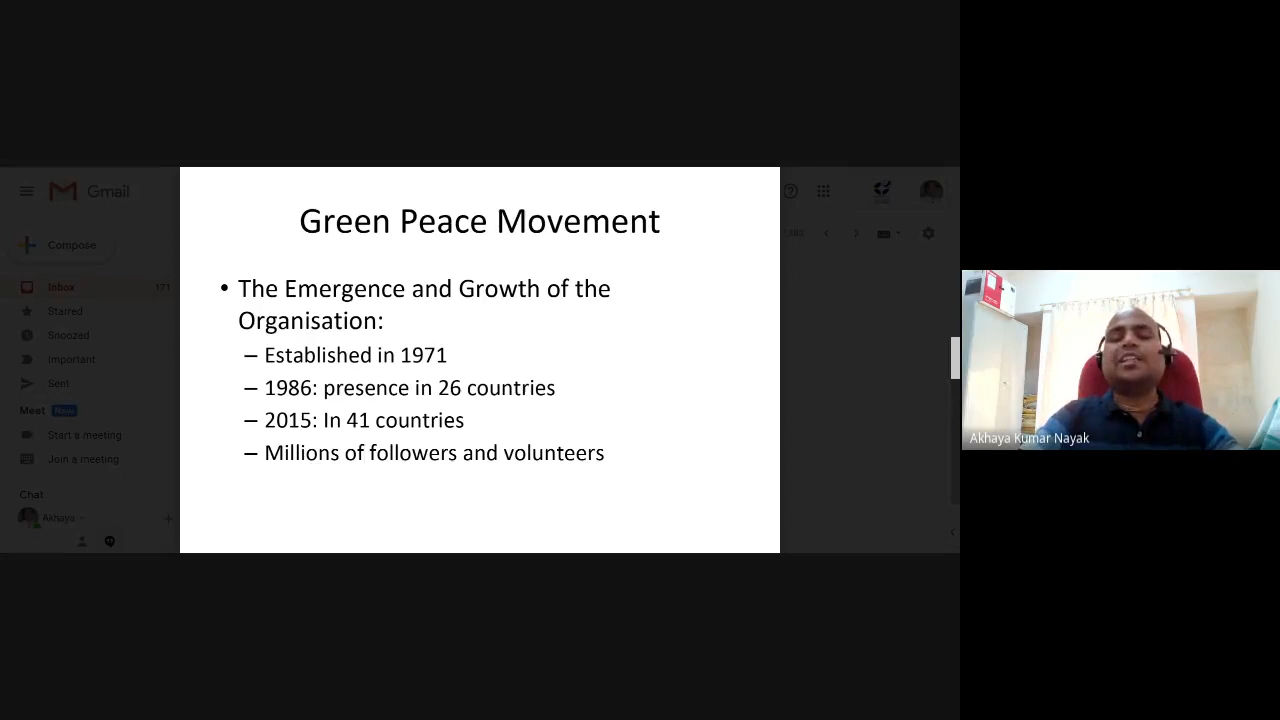 Gmail
Compose
Inbox 171
Starred
Snoozed
Important
Sent
Meet New
Start a meeting
Join a meeting
Chat
Akhaya
Green Peace Movement
• The Emergence and Growth of the
Organisation:
– Established in 1971
– 1986: presence in 26 countries
– 2015: In 41 countries
– Millions of followers and volunteers
Akhaya Kumar Nayak